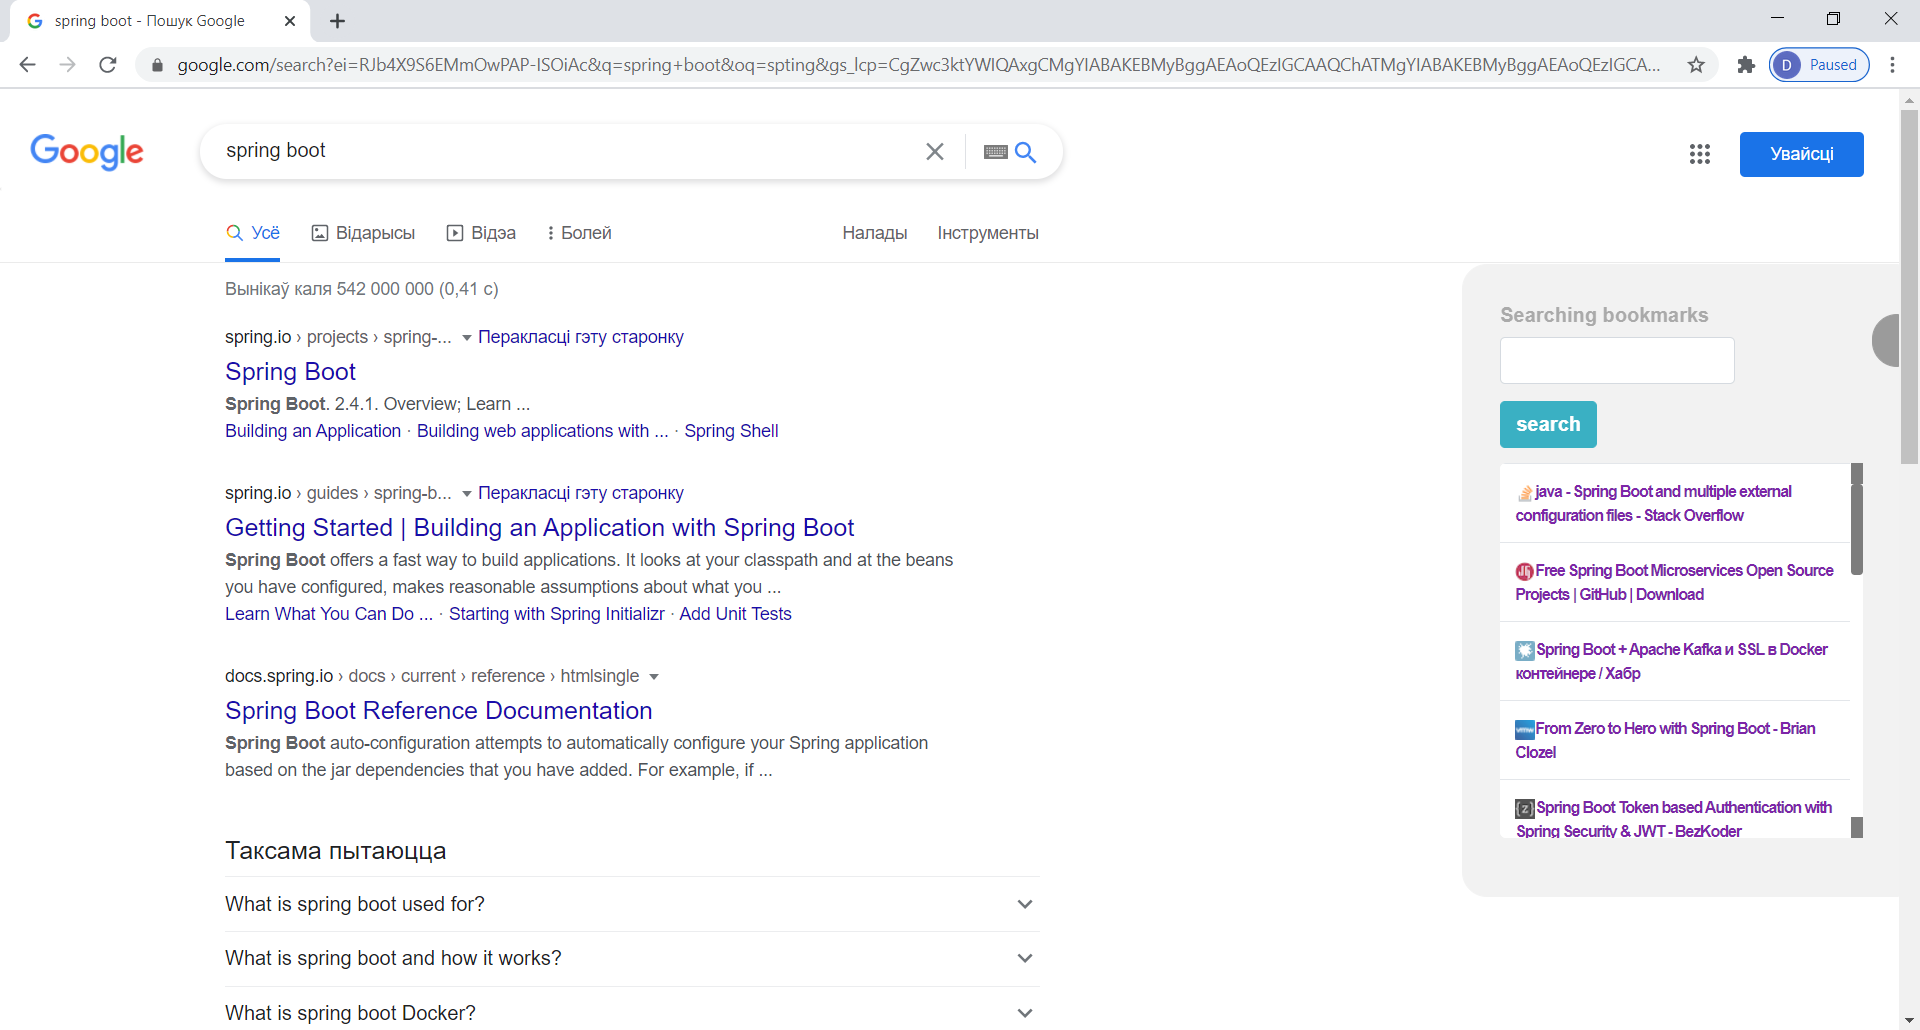 spring boot - Пошук Google
google.com/search?ei=RJb4X9S6EMmOwPAP-ISOiAc&q=spring+boot&oq=spting&gs_lcp=CgZwc3ktYWIQAxgCMgYIABAKEBMyBggAEAoQEzIGCAAQChATMgYIABAKEBMyBggAEAoQEzIGCA...
D Paused
Google
spring boot
Увайсці
Усё
Відарысы
Відэа
Болей
Налады
Інструменты
Вынікаў каля 542 000 000 (0,41 с)
spring.io › projects › spring-... Перакласці гэту старонку
Spring Boot
Spring Boot. 2.4.1. Overview; Learn ...
Building an Application · Building web applications with ... · Spring Shell
spring.io › guides › spring-b... Перакласці гэту старонку
Getting Started | Building an Application with Spring Boot
Spring Boot offers a fast way to build applications. It looks at your classpath and at the beans
you have configured, makes reasonable assumptions about what you ...
Learn What You Can Do ... · Starting with Spring Initializr · Add Unit Tests
docs.spring.io › docs › current › reference › htmlsingle
Spring Boot Reference Documentation
Spring Boot auto-configuration attempts to automatically configure your Spring application
based on the jar dependencies that you have added. For example, if ...
Таксама пытаюцца
What is spring boot used for?
What is spring boot and how it works?
What is spring boot Docker?
Searching bookmarks
search
java - Spring Boot and multiple external
configuration files - Stack Overflow
Free Spring Boot Microservices Open Source
Projects | GitHub | Download
Spring Boot + Apache Kafka и SSL в Docker
контейнере / Хабр
From Zero to Hero with Spring Boot - Brian
Clozel
Spring Boot Token based Authentication with
Spring Security & JWT - BezKoder